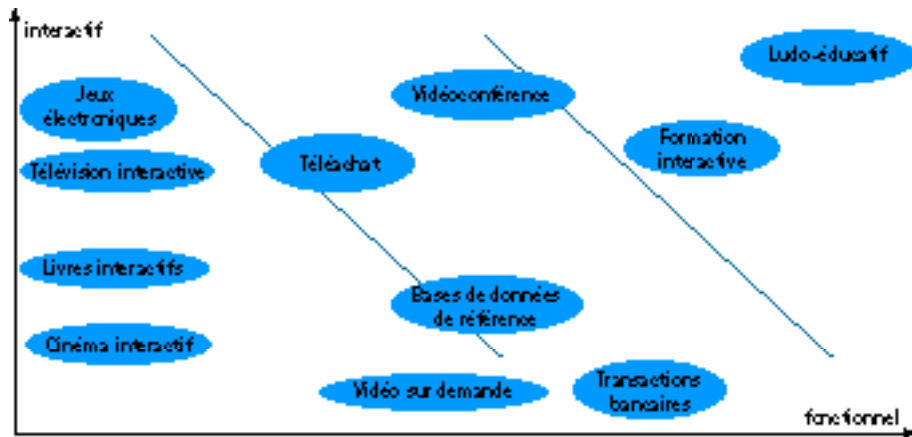 interactif
Ludo-éducatif
Jeux
électroniques
Vidéoconférence
Formation
interactive
Téléachat
Télévision interactive
Livres interactifs
Bases de données
de référence
Cinéma interactif
Vidéo sur demande
Transactions
bancaires
fonctionnel